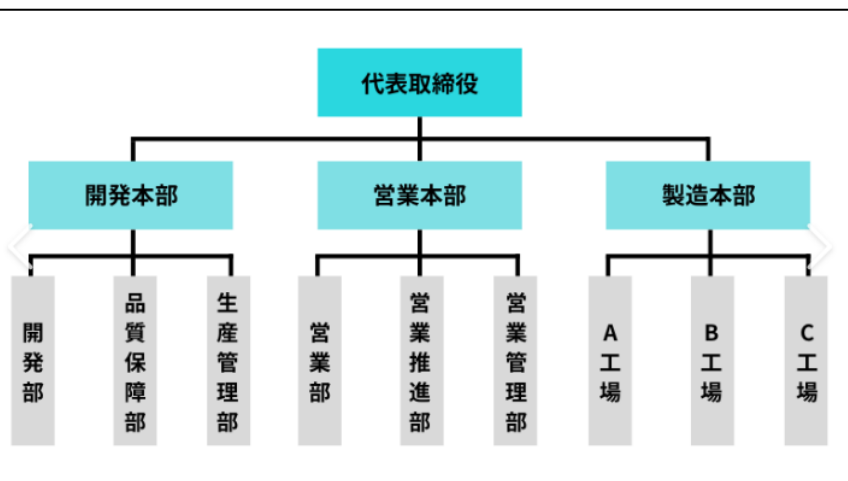 代表取締役
開発本部
営業本部
製造本部
開発部
品質保障部
生産管理部
営業部
営業推進部
営業管理部
A工場
B工場
C工場